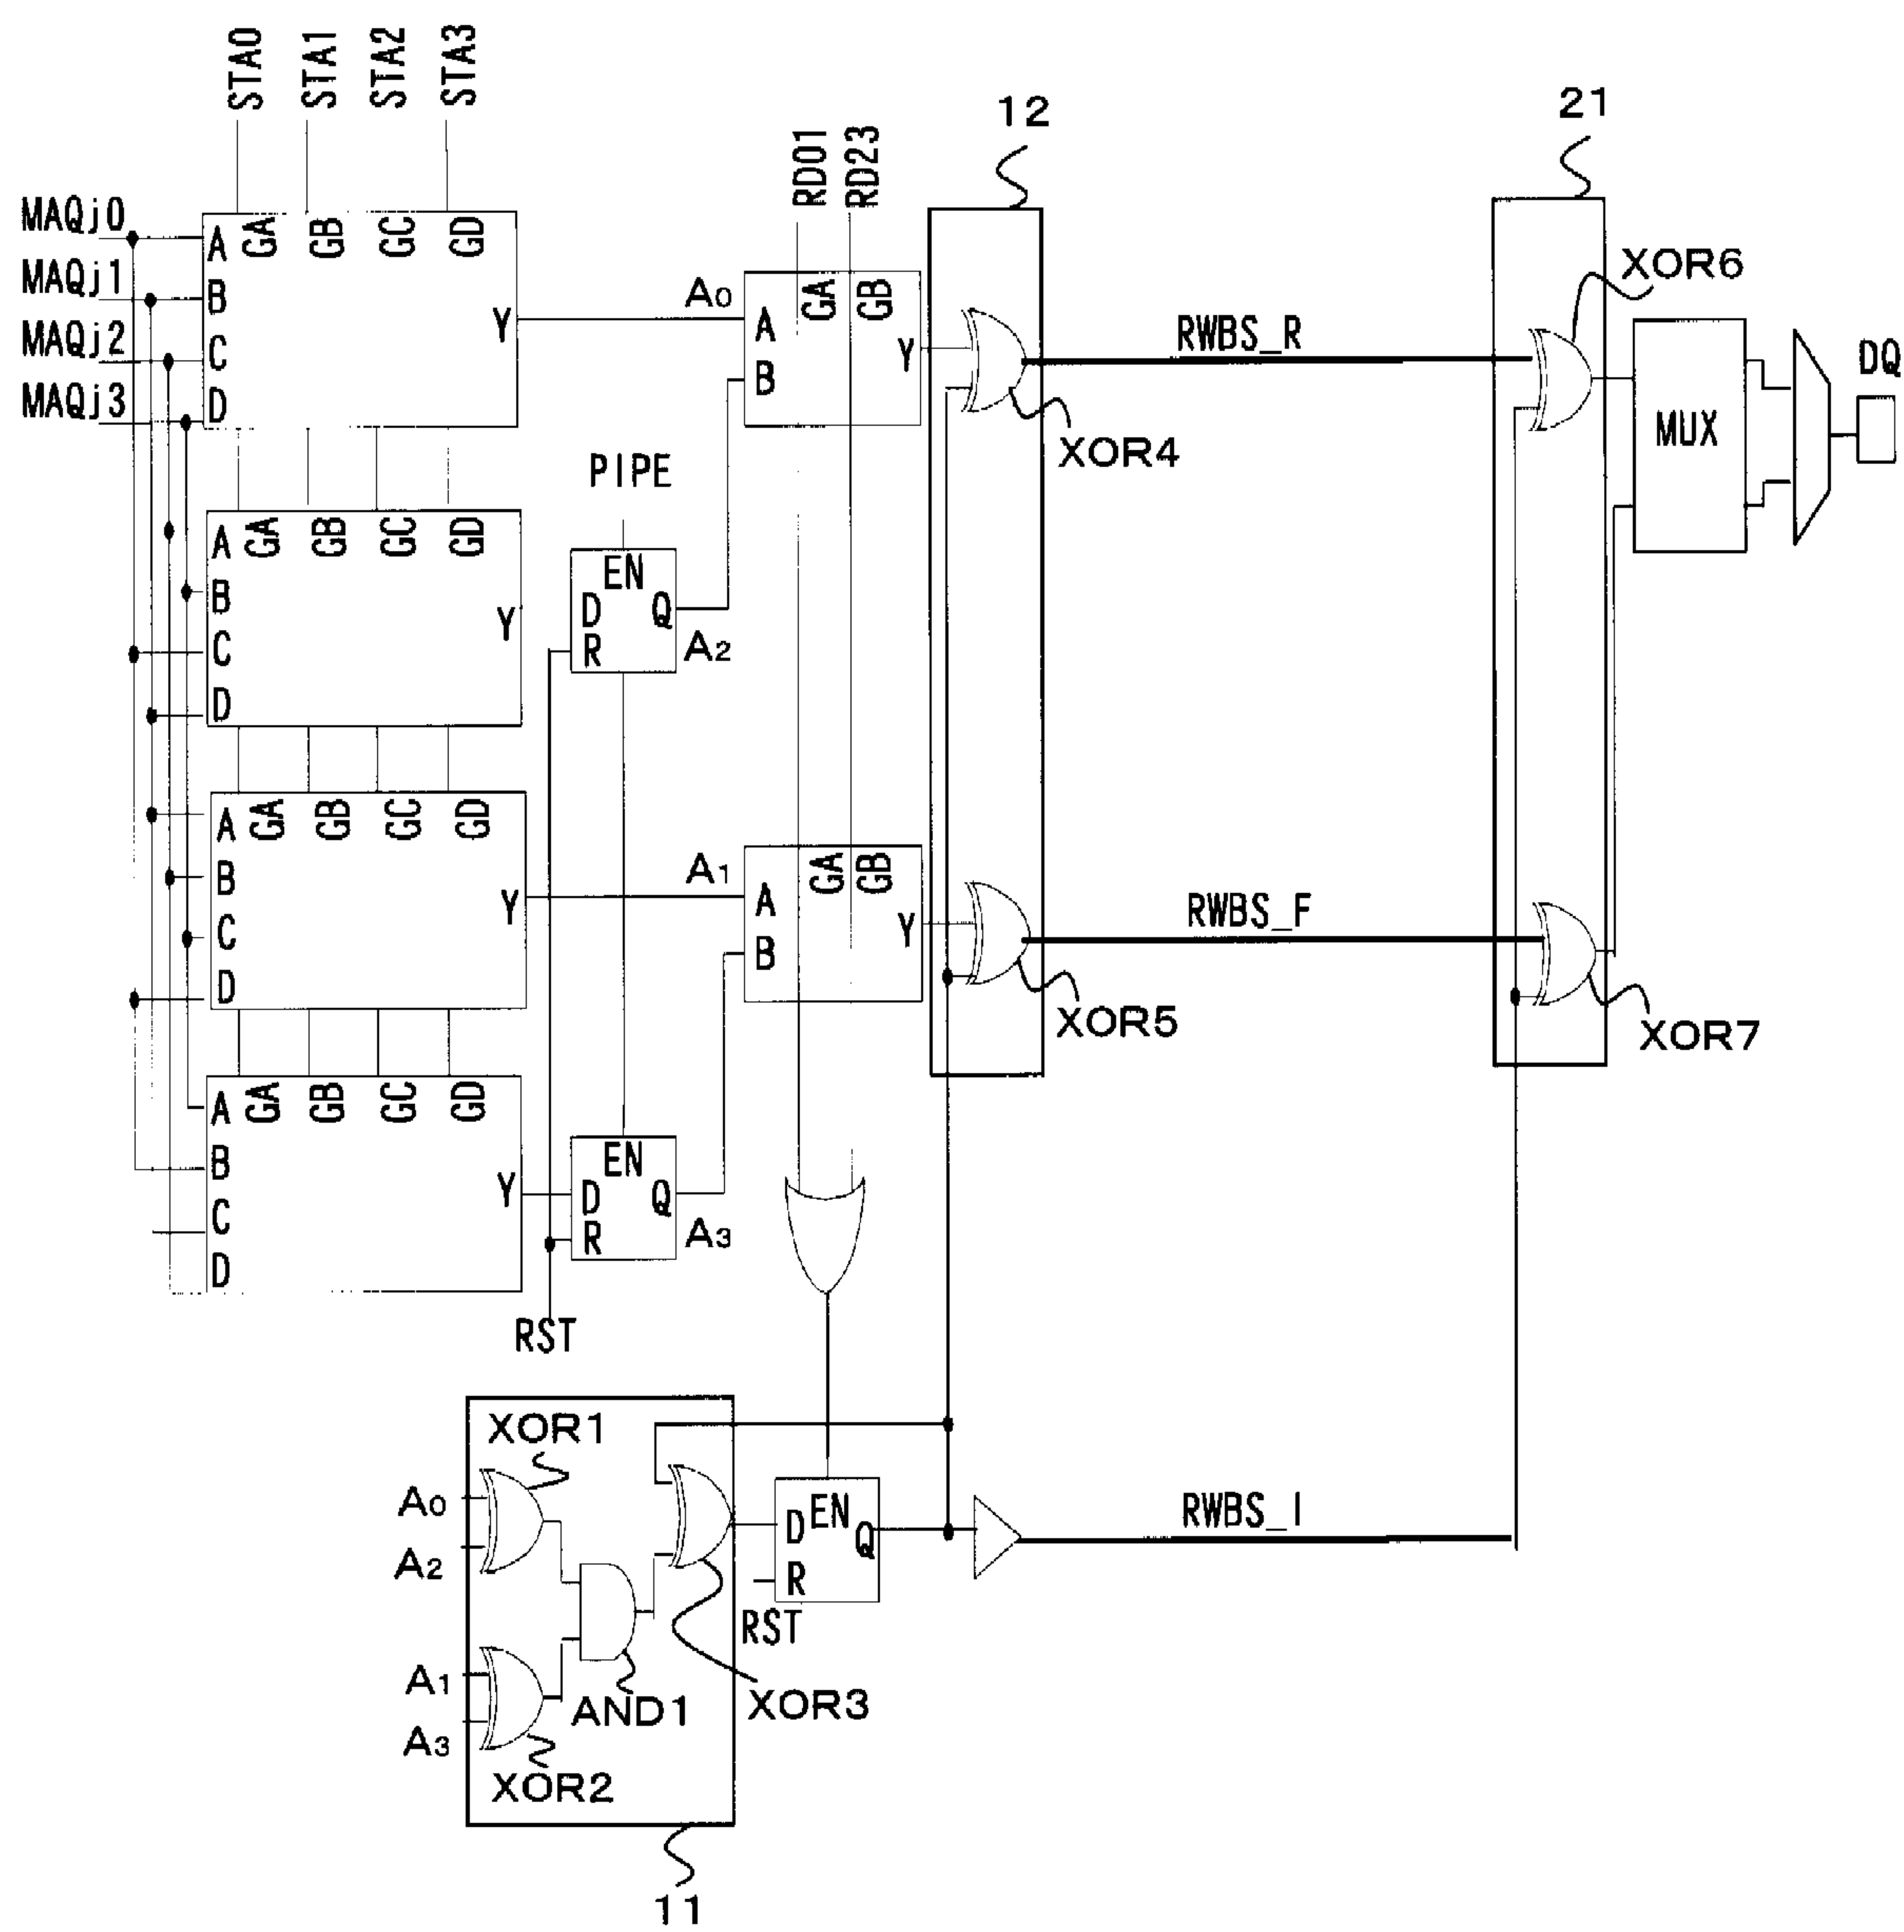 STA0
STA1
STA2
STA3
RD01
RD23
12
21
MAQj0
MAQj1
MAQj2
MAQj3
A
B
C
D
GA
GB
GC
GD
Y
A0
A
B
GA
GB
Y
XOR4
RWBS_R
XOR6
MUX
DQ
A
B
C
D
GA
GB
GC
GD
Y
PIPE
EN
D
R
Q
A2
A
B
C
D
GA
GB
GC
GD
Y
A1
A
B
GA
GB
Y
XOR5
RWBS_F
XOR7
A
B
C
D
GA
GB
GC
GD
Y
EN
D
R
Q
A3
RST
XOR1
A0
A2
A1
A3
XOR2
AND1
XOR3
D
EN
Q
R
RST
RWBS_I
11